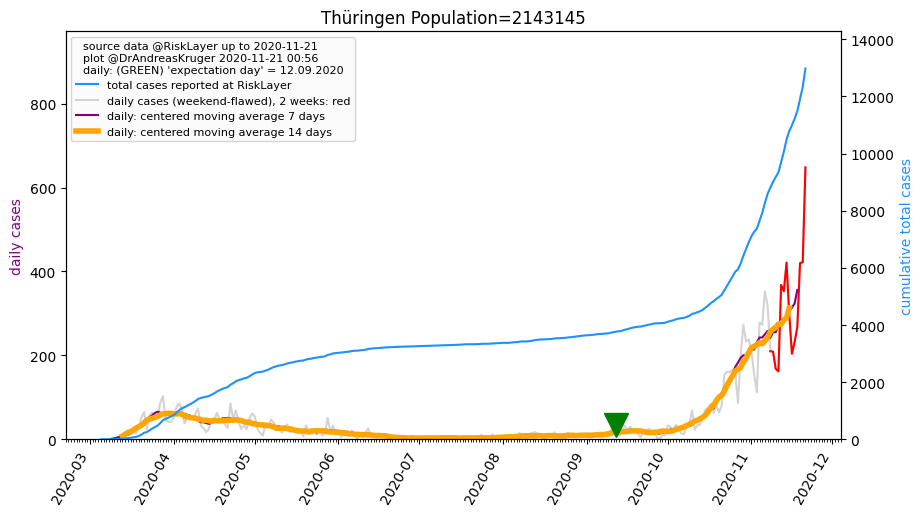 Thüringen Population=2143145
source data @RiskLayer up to 2020-11-21
plot @DrAndreasKruger 2020-11-21 00:56
daily: (GREEN) 'expectation day' = 12.09.2020
total cases reported at RiskLayer
daily cases (weekend-flawed), 2 weeks: red
daily: centered moving average 7 days
daily: centered moving average 14 days
daily cases
800
600
400
200
0
14000
12000
10000
8000
6000
4000
2000
0
cumulative total cases
2020-03
2020-04
2020-05
2020-06
2020-07
2020-08
2020-09
2020-10
2020-11
2020-12